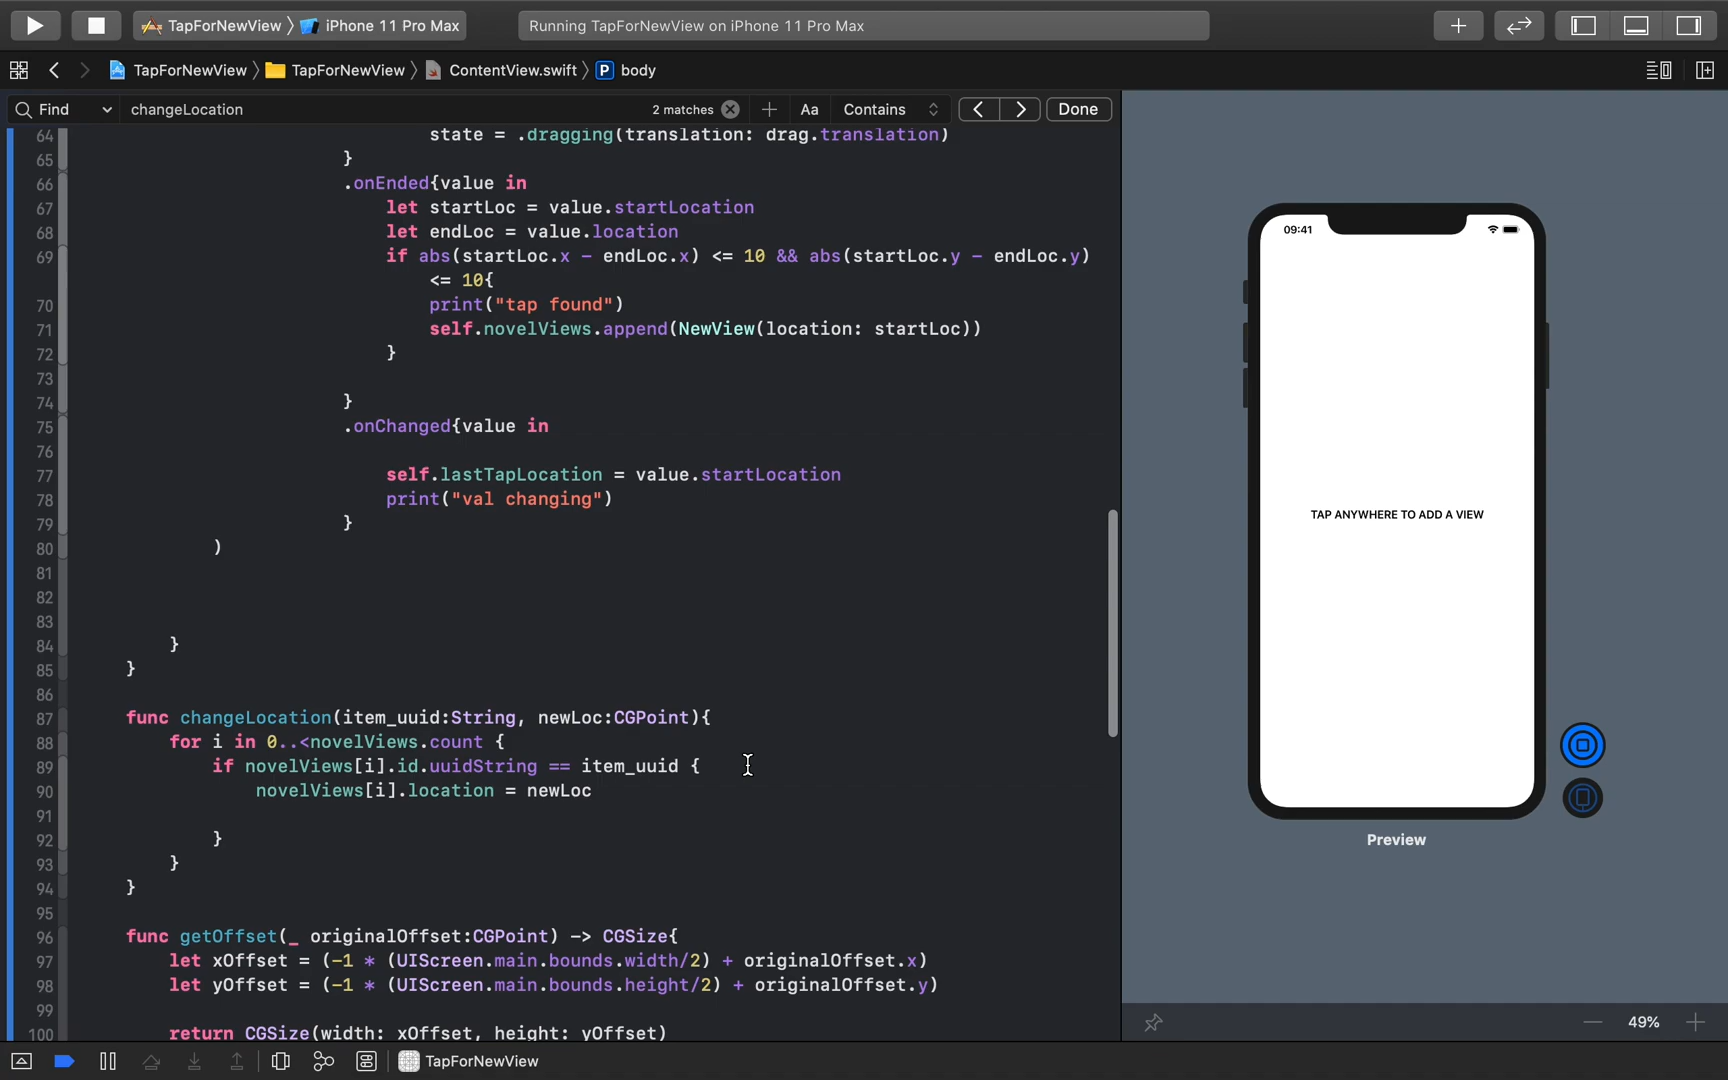 TapForNewView 〉 iPhone 11 Pro Max
Running TapForNewView on iPhone 11 Pro Max
TapForNewView 〉 TapForNewView 〉 ContentView.swift 〉 P body
Find changeLocation 2 matches Aa Contains Done
64 state = .dragging(translation: drag.translation)
65 }
66 .onEnded{value in
67 let startLoc = value.startLocation
68 let endLoc = value.location
69 if abs(startLoc.x - endLoc.x) <= 10 && abs(startLoc.y - endLoc.y)
<= 10{
70 print("tap found")
71 self.novelViews.append(NewView(location: startLoc))
72 }
73
74 }
75 .onChanged{value in
76
77 self.lastTapLocation = value.startLocation
78 print("val changing")
79 }
80 )
81
82
83
84 }
85 }
86
87 func changeLocation(item_uuid:String, newLoc:CGPoint){
88 for i in 0..<novelViews.count {
89 if novelViews[i].id.uuidString == item_uuid {
90 novelViews[i].location = newLoc
91
92 }
93 }
94 }
95
96 func getOffset(_ originalOffset:CGPoint) -> CGSize{
97 let xOffset = (-1 * (UIScreen.main.bounds.width/2) + originalOffset.x)
98 let yOffset = (-1 * (UIScreen.main.bounds.height/2) + originalOffset.y)
99
100 return CGSize(width: xOffset, height: yOffset)
09:41
TAP ANYWHERE TO ADD A VIEW
Preview
49%
TapForNewView